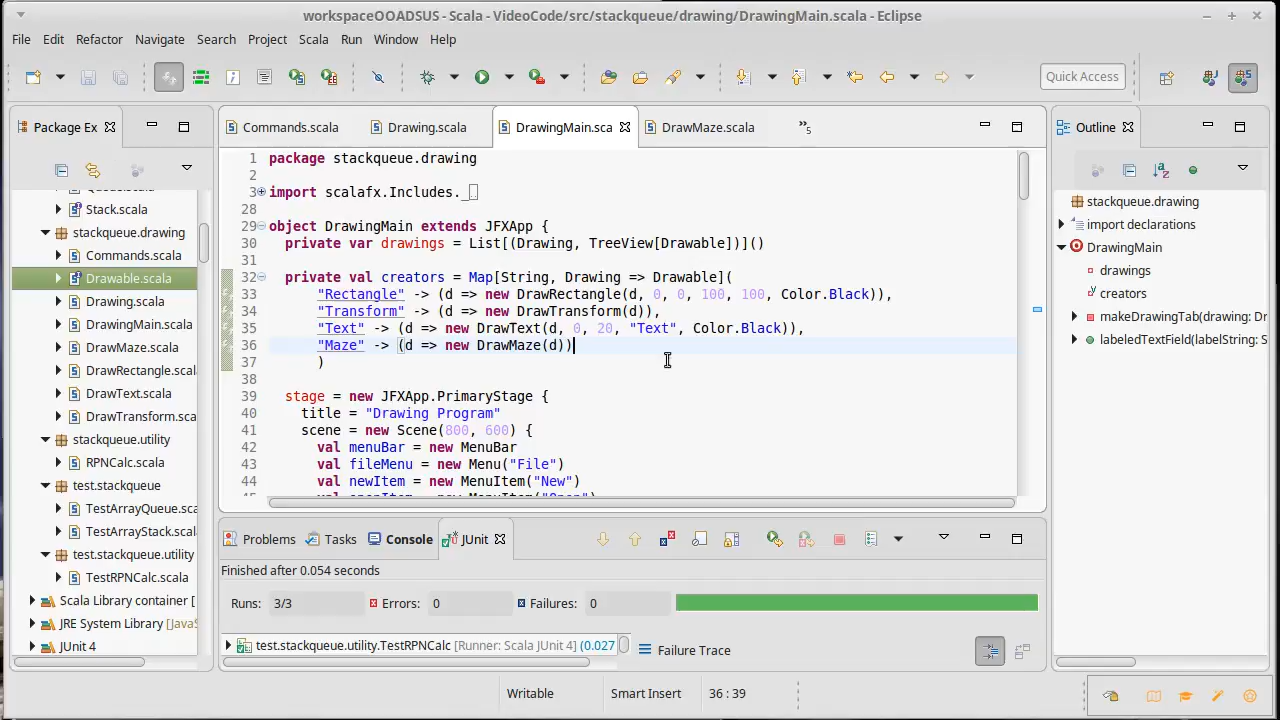 workspaceOOADSUS - Scala - VideoCode/src/stackqueue/drawing/DrawingMain.scala - Eclipse
File Edit Refactor Navigate Search Project Scala Run Window Help
Quick Access
Package Ex
Commands.scala Drawing.scala DrawingMain.sca DrawMaze.scala »5
Outline
Stack.scala
stackqueue.drawing
Commands.scala
Drawable.scala
Drawing.scala
DrawingMain.scala
DrawMaze.scala
DrawRectangle.sca
DrawText.scala
DrawTransform.sca
stackqueue.utility
RPNCalc.scala
test.stackqueue
TestArrayQueue.sca
TestArrayStack.scal
test.stackqueue.utility
TestRPNCalc.scala
Scala Library container [
JRE System Library [JavaS
JUnit 4
1 package stackqueue.drawing
2
3 import scalafx.Includes._
28
29 object DrawingMain extends JFXApp {
30 private var drawings = List[(Drawing, TreeView[Drawable])]()
31
32 private val creators = Map[String, Drawing => Drawable](
33 "Rectangle" -> (d => new DrawRectangle(d, 0, 0, 100, 100, Color.Black)),
34 "Transform" -> (d => new DrawTransform(d)),
35 "Text" -> (d => new DrawText(d, 0, 20, "Text", Color.Black)),
36 "Maze" -> (d => new DrawMaze(d))
37 )
38
39 stage = new JFXApp.PrimaryStage {
40 title = "Drawing Program"
41 scene = new Scene(800, 600) {
42 val menuBar = new MenuBar
43 val fileMenu = new Menu("File")
44 val newItem = new MenuItem("New")
stackqueue.drawing
import declarations
DrawingMain
drawings
creators
makeDrawingTab(drawing: Dr
labeledTextField(labelString: S
Problems Tasks Console JUnit
Finished after 0.054 seconds
Runs: 3/3 Errors: 0 Failures: 0
test.stackqueue.utility.TestRPNCalc [Runner: Scala JUnit 4] (0.027
Failure Trace
Writable Smart Insert 36 : 39